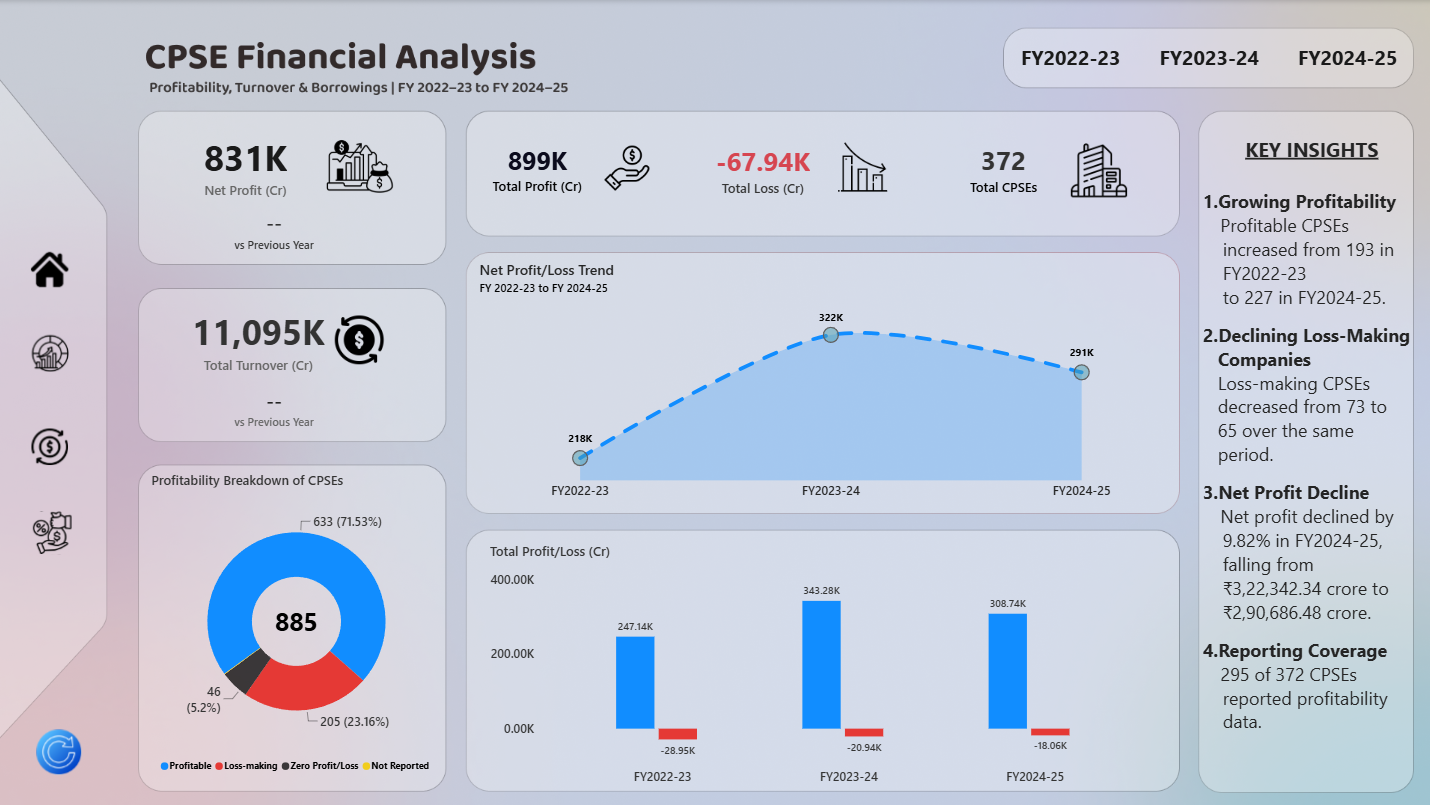 CPSE Financial Analysis
Profitability, Turnover & Borrowings | FY 2022–23 to FY 2024–25
FY2022-23
FY2023-24
FY2024-25
831K
Net Profit (Cr)
--
vs Previous Year
899K
Total Profit (Cr)
-67.94K
Total Loss (Cr)
372
Total CPSEs
11,095K
Total Turnover (Cr)
--
vs Previous Year
Net Profit/Loss Trend
FY 2022-23 to FY 2024-25
218K
322K
291K
FY2022-23
FY2023-24
FY2024-25
Profitability Breakdown of CPSEs
633 (71.53%)
885
46
(5.2%)
205 (23.16%)
Profitable
Loss-making
Zero Profit/Loss
Not Reported
Total Profit/Loss (Cr)
400.00K
200.00K
0.00K
247.14K
-28.95K
343.28K
-20.94K
308.74K
-18.06K
FY2022-23
FY2023-24
FY2024-25
KEY INSIGHTS
1.Growing Profitability
Profitable CPSEs
increased from 193 in
FY2022-23
to 227 in FY2024-25.
2.Declining Loss-Making
Companies
Loss-making CPSEs
decreased from 73 to
65 over the same
period.
3.Net Profit Decline
Net profit declined by
9.82% in FY2024-25,
falling from
₹3,22,342.34 crore to
₹2,90,686.48 crore.
4.Reporting Coverage
295 of 372 CPSEs
reported profitability
data.